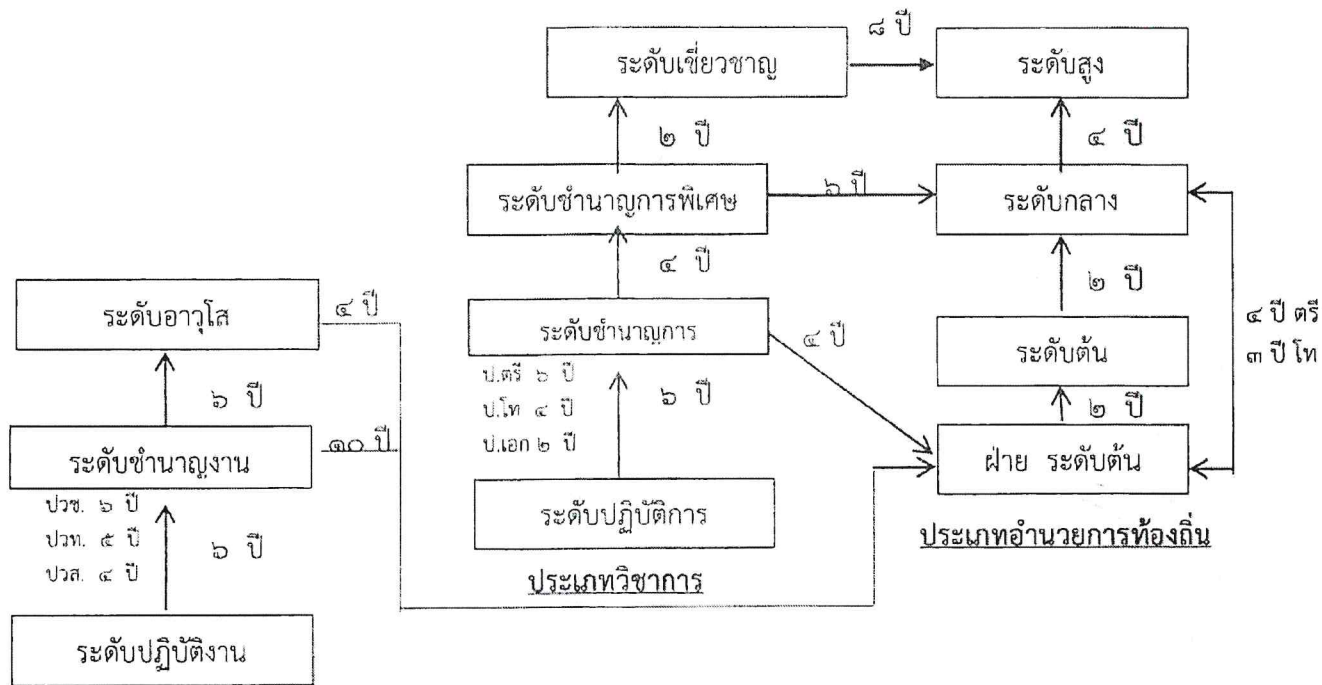 ๘ ปี
ระดับเชี่ยวชาญ
ระดับสูง
๒ ปี
๔ ปี
ระดับชำนาญการพิเศษ
๖ ปี
ระดับกลาง
๔ ปี
๒ ปี
ระดับอาวุโส
๔ ปี
ระดับชำนาญการ
๔ ปี
ระดับต้น
๔ ปี ตรี
๓ ปี โท
ป.ตรี ๖ ปี
ป.โท ๔ ปี
ป.เอก ๒ ปี
๖ ปี
๖ ปี
๒ ปี
ระดับชำนาญงาน
๑๐ ปี
ฝ่าย ระดับต้น
ปวช. ๖ ปี
ปวท. ๕ ปี
ปวส. ๔ ปี
๖ ปี
ระดับปฏิบัติการ
ประเภทอำนวยการท้องถิ่น
ประเภทวิชาการ
ระดับปฏิบัติงาน